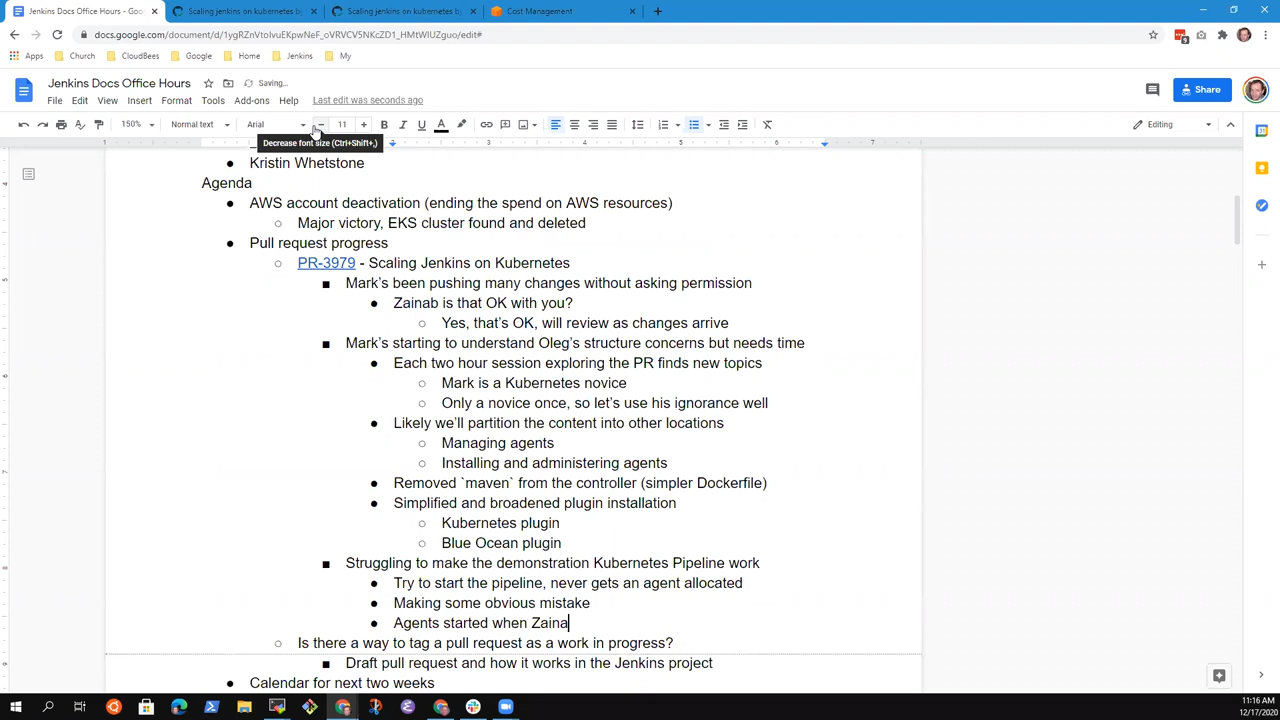 Jenkins Docs Office Hours - Goo
Scaling jenkins on kubernetes by
Scaling jenkins on kubernetes by
Cost Management
docs.google.com/document/d/1ygRZnVtoIvuEKpwNeF_oVRVCV5NKcZD1_HMtWIUZguo/edit#
Apps Church CloudBees Google Home Jenkins My
Jenkins Docs Office Hours Saving...
File Edit View Insert Format Tools Add-ons Help Last edit was seconds ago
Share
150% Normal text Arial 11 Editing
Decrease font size (Ctrl+Shift+,)
Kristin Whetstone
Agenda
AWS account deactivation (ending the spend on AWS resources)
Major victory, EKS cluster found and deleted
Pull request progress
PR-3979 - Scaling Jenkins on Kubernetes
Mark's been pushing many changes without asking permission
Zainab is that OK with you?
Yes, that's OK, will review as changes arrive
Mark's starting to understand Oleg's structure concerns but needs time
Each two hour session exploring the PR finds new topics
Mark is a Kubernetes novice
Only a novice once, so let's use his ignorance well
Likely we'll partition the content into other locations
Managing agents
Installing and administering agents
Removed `maven` from the controller (simpler Dockerfile)
Simplified and broadened plugin installation
Kubernetes plugin
Blue Ocean plugin
Struggling to make the demonstration Kubernetes Pipeline work
Try to start the pipeline, never gets an agent allocated
Making some obvious mistake
Agents started when Zaina
Is there a way to tag a pull request as a work in progress?
Draft pull request and how it works in the Jenkins project
Calendar for next two weeks
11:16 AM
12/17/2020